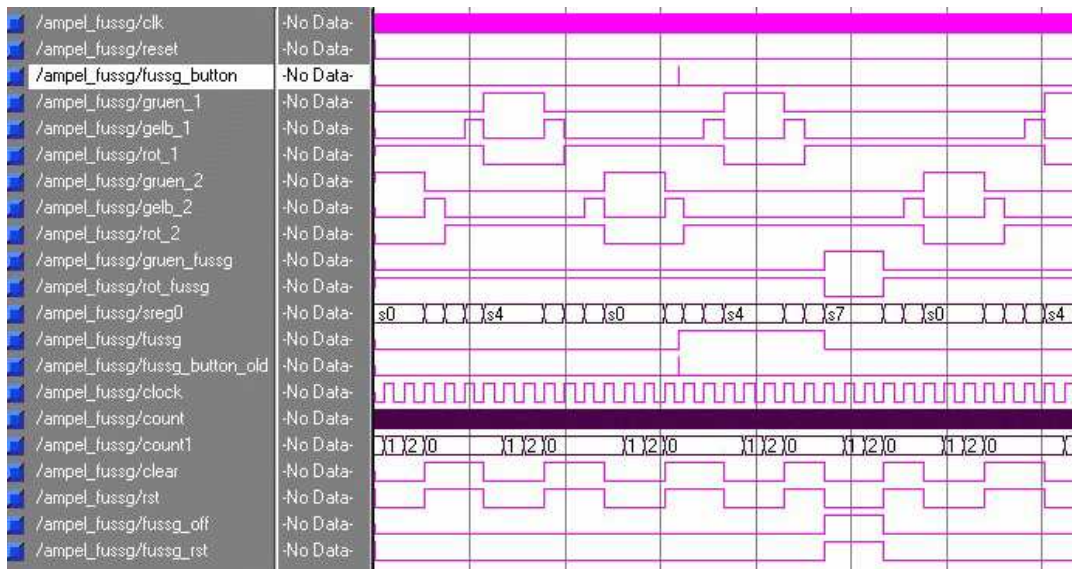 /ampel_fussg/clk -No Data-
/ampel_fussg/reset -No Data-
/ampel_fussg/fussg_button -No Data-
/ampel_fussg/gruen_1 -No Data-
/ampel_fussg/gelb_1 -No Data-
/ampel_fussg/rot_1 -No Data-
/ampel_fussg/gruen_2 -No Data-
/ampel_fussg/gelb_2 -No Data-
/ampel_fussg/rot_2 -No Data-
/ampel_fussg/gruen_fussg -No Data-
/ampel_fussg/rot_fussg -No Data-
/ampel_fussg/sreg0 -No Data- s0 s4 s0 s4 s7 s0 s4
/ampel_fussg/fussg -No Data-
/ampel_fussg/fussg_button_old -No Data-
/ampel_fussg/clock -No Data-
/ampel_fussg/count -No Data-
/ampel_fussg/count1 -No Data- 1 2 0 1 2 0 1 2 0 1 2 0 1 2 0 1 2 0
/ampel_fussg/clear -No Data-
/ampel_fussg/rst -No Data-
/ampel_fussg/fussg_off -No Data-
/ampel_fussg/fussg_rst -No Data-